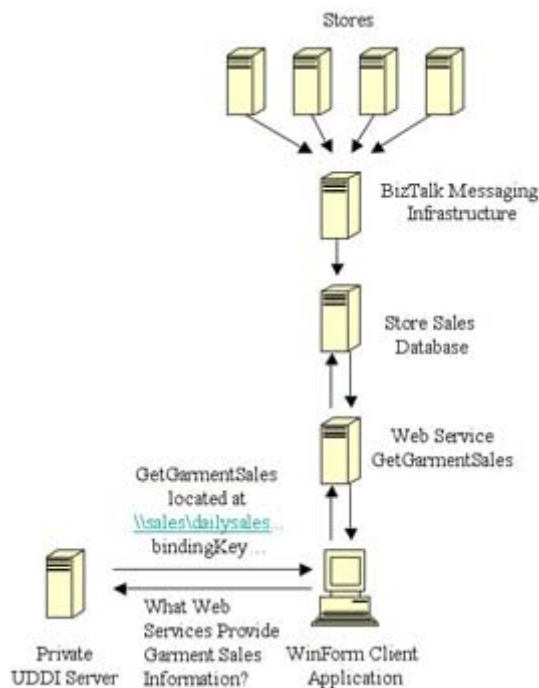 Stores
BizTalk Messaging
Infrastructure
Store Sales
Database
Web Service
GetGarmentSales
GetGarmentSales
located at
\\sales\dailysales...
bindingKey...
What Web
Services Provide
Garment Sales
Information?
Private
UDDI Server
WinForm Client
Application